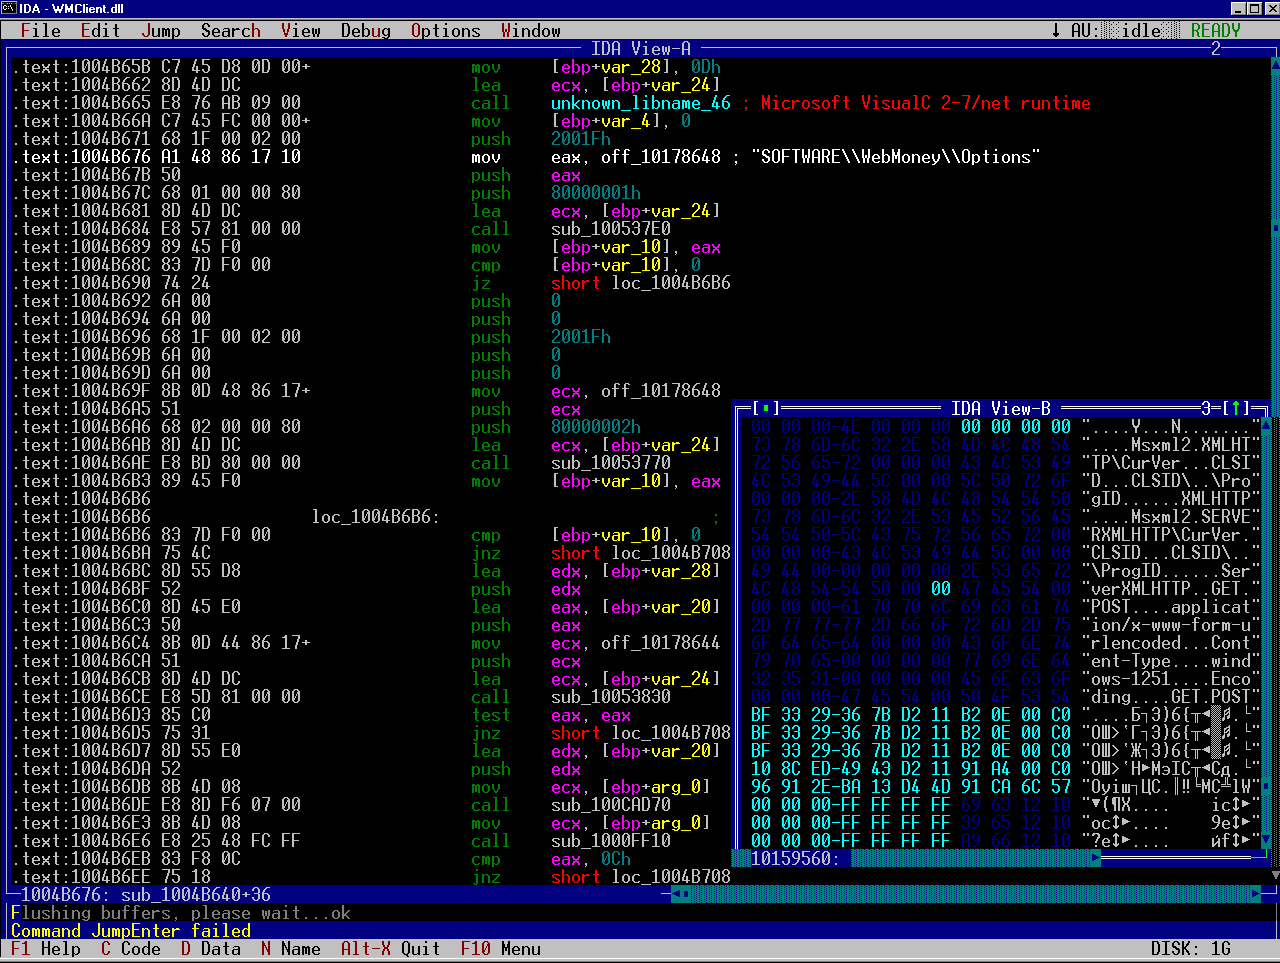 IDA - WMClient.dll
File Edit Jump Search View Debug Options Window ↓ AU: idle READY
IDA View-A 2
.text:1004B65B C7 45 D8 0D 00+ mov [ebp+var_28], 0Dh
.text:1004B662 8D 4D DC lea ecx, [ebp+var_24]
.text:1004B665 E8 76 AB 09 00 call unknown_libname_46 ; Microsoft VisualC 2-7/net runtime
.text:1004B66A C7 45 FC 00 00+ mov [ebp+var_4], 0
.text:1004B671 68 1F 00 02 00 push 2001Fh
.text:1004B676 A1 48 86 17 10 mov eax, off_10178648 ; "SOFTWARE\\WebMoney\\Options"
.text:1004B67B 50 push eax
.text:1004B67C 68 01 00 00 80 push 80000001h
.text:1004B681 8D 4D DC lea ecx, [ebp+var_24]
.text:1004B684 E8 57 81 00 00 call sub_100537E0
.text:1004B689 89 45 F0 mov [ebp+var_10], eax
.text:1004B68C 83 7D F0 00 cmp [ebp+var_10], 0
.text:1004B690 74 24 jz short loc_1004B6B6
.text:1004B692 6A 00 push 0
.text:1004B694 6A 00 push 0
.text:1004B696 68 1F 00 02 00 push 2001Fh
.text:1004B69B 6A 00 push 0
.text:1004B69D 6A 00 push 0
.text:1004B69F 8B 0D 48 86 17+ mov ecx, off_10178648
.text:1004B6A5 51 push ecx
.text:1004B6A6 68 02 00 00 80 push 80000002h
.text:1004B6AB 8D 4D DC lea ecx, [ebp+var_24]
.text:1004B6AE E8 BD 80 00 00 call sub_10053770
.text:1004B6B3 89 45 F0 mov [ebp+var_10], eax
.text:1004B6B6
.text:1004B6B6 loc_1004B6B6: ;
.text:1004B6B6 83 7D F0 00 cmp [ebp+var_10], 0
.text:1004B6BA 75 4C jnz short loc_1004B708
.text:1004B6BC 8D 55 D8 lea edx, [ebp+var_28]
.text:1004B6BF 52 push edx
.text:1004B6C0 8D 45 E0 lea eax, [ebp+var_20]
.text:1004B6C3 50 push eax
.text:1004B6C4 8B 0D 44 86 17+ mov ecx, off_10178644
.text:1004B6CA 51 push ecx
.text:1004B6CB 8D 4D DC lea ecx, [ebp+var_24]
.text:1004B6CE E8 5D 81 00 00 call sub_10053830
.text:1004B6D3 85 C0 test eax, eax
.text:1004B6D5 75 31 jnz short loc_1004B708
.text:1004B6D7 8D 55 E0 lea edx, [ebp+var_20]
.text:1004B6DA 52 push edx
.text:1004B6DB 8B 4D 08 mov ecx, [ebp+arg_0]
.text:1004B6DE E8 8D F6 07 00 call sub_100CAD70
.text:1004B6E3 8B 4D 08 mov ecx, [ebp+arg_0]
.text:1004B6E6 E8 25 48 FC FF call sub_1000FF10
.text:1004B6EB 83 F8 0C cmp eax, 0Ch
.text:1004B6EE 75 18 jnz short loc_1004B708
1004B676: sub_1004B640+36
IDA View-B 3
00 00 00-4E 00 00 00 00 00 00 00 "....Y...N......."
73 78 6D-6C 32 2E 58 4D 4C 48 54 "....Msxml2.XMLHT"
72 56 65-72 00 00 00 43 4C 53 49 "TP\CurVer...CLSI"
4C 53 49-44 5C 00 00 5C 50 72 6F "D...CLSID\..\Pro"
00 00 00-2E 58 4D 4C 48 54 54 50 "gID......XMLHTTP"
73 78 6D-6C 32 2E 53 45 52 56 45 "....Msxml2.SERVE"
54 54 50-5C 43 75 72 56 65 72 00 "RXMLHTTP\CurVer."
00 00 00-43 4C 53 49 44 5C 00 00 "CLSID...CLSID\.."
49 44 00-00 00 00 00 2E 53 65 72 "\ProgID......Ser"
4C 48 54-54 50 00 00 47 45 54 00 "verXMLHTTP..GET."
00 00 00-61 70 70 6C 69 63 61 74 "POST....applicat"
2D 77 77-77 2D 66 6F 72 6D 2D 75 "ion/x-www-form-u"
6F 64 65-64 00 00 00 43 6F 6E 74 "rlencoded...Cont"
79 70 65-00 00 00 00 77 69 6E 64 "ent-Type....wind"
32 35 31-00 00 00 00 45 6E 63 6F "ows-1251....Enco"
00 00 00-47 45 54 00 50 4F 53 54 "ding....GET.POST"
BF 33 29-36 7B D2 11 B2 0E 00 C0
BF 33 29-36 7B D2 11 B2 0E 00 C0
BF 33 29-36 7B D2 11 B2 0E 00 C0
10 8C ED-49 43 D2 11 91 A4 00 C0
96 91 2E-BA 13 D4 4D 91 CA 6C 57
00 00 00-FF FF FF FF 69 63 12 10
00 00 00-FF FF FF FF 39 65 12 10
00 00 00-FF FF FF FF A9 66 12 10
10159560:
Flushing buffers, please wait...ok
Command JumpEnter failed
F1 Help C Code D Data N Name Alt-X Quit F10 Menu DISK: 1G